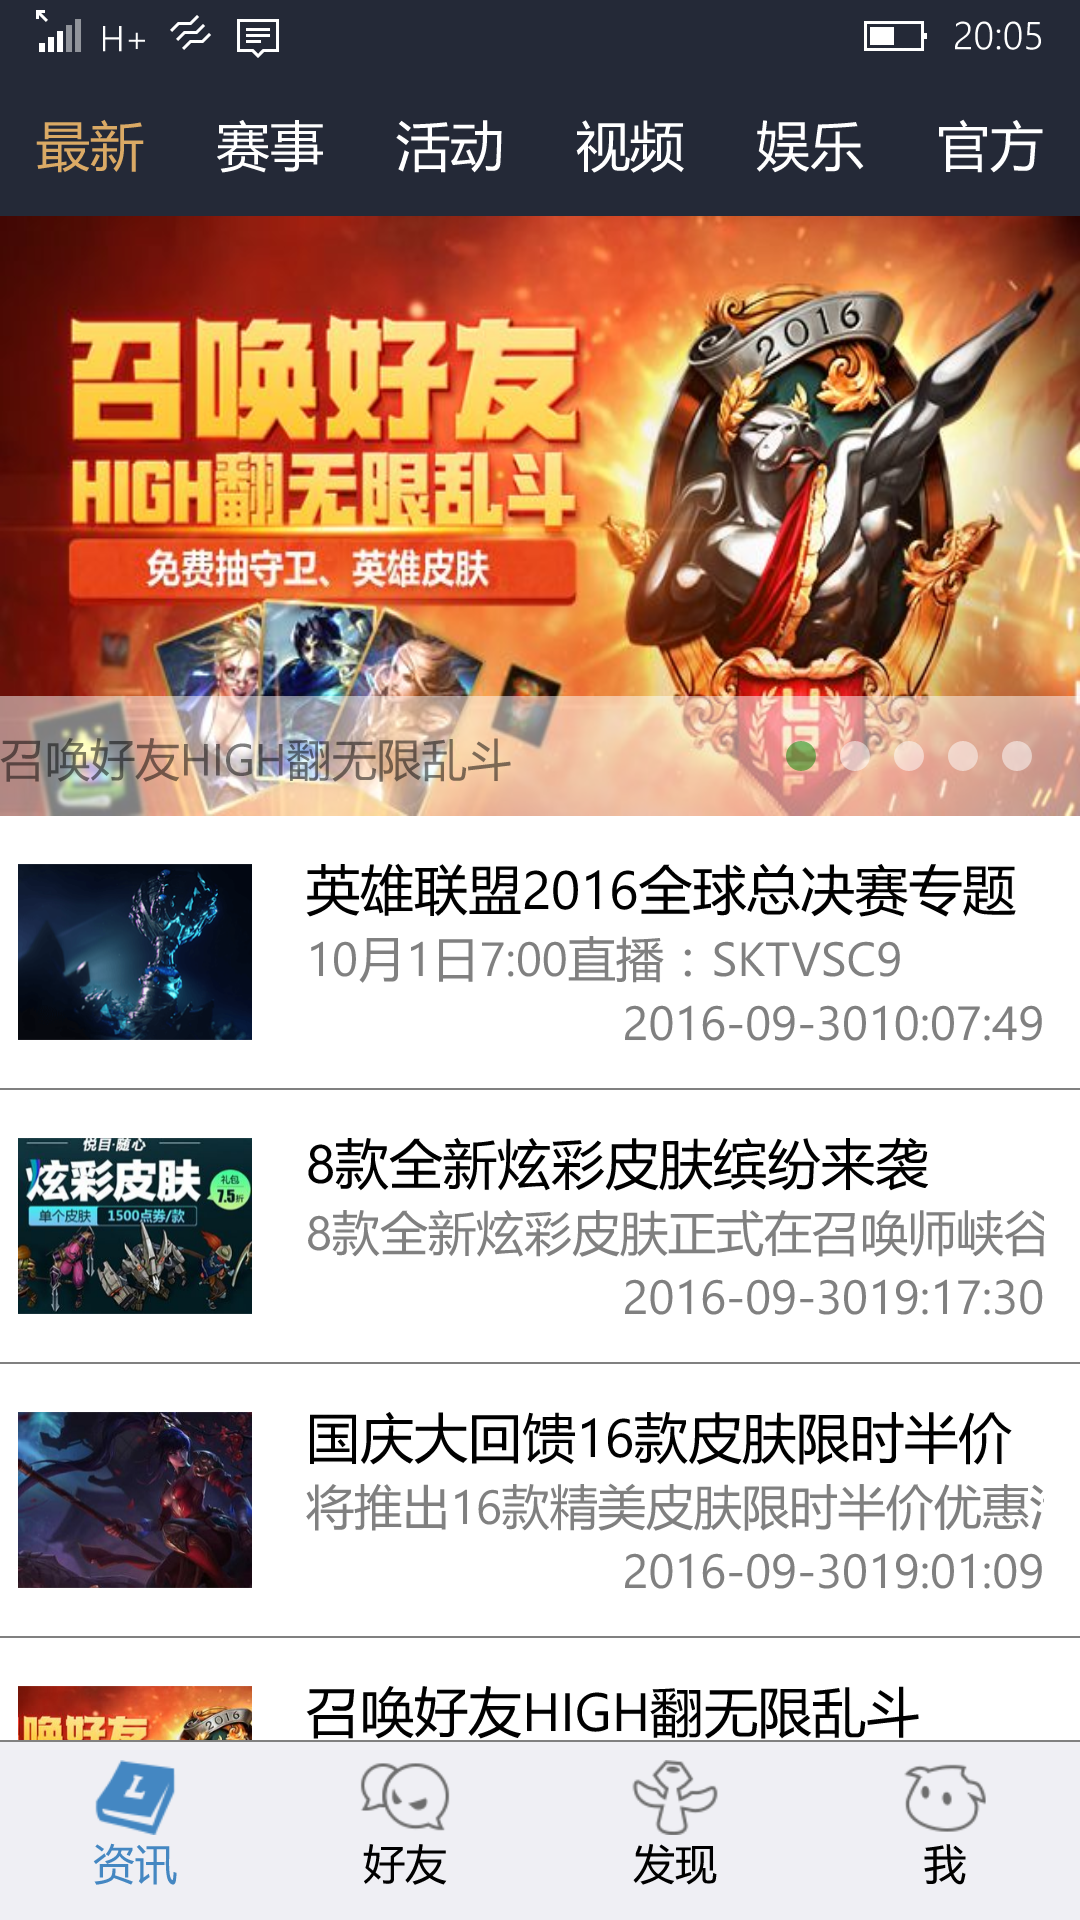 H+ 20:05
最新 赛事 活动 视频 娱乐 官方
2016
召唤好友
HIGH翻无限乱斗
免费抽守卫、英雄皮肤
召唤好友HIGH翻无限乱斗
英雄联盟2016全球总决赛专题
10月1日7:00直播：SKTVSC9
2016-09-3010:07:49
悦目·随心
炫彩皮肤
礼包
7.5折
单个皮肤 1500点券/款
8款全新炫彩皮肤缤纷来袭
8款全新炫彩皮肤正式在召唤师峡谷
2016-09-3019:17:30
国庆大回馈16款皮肤限时半价
将推出16款精美皮肤限时半价优惠
2016-09-3019:01:09
唤好友
2016
召唤好友HIGH翻无限乱斗
资讯 好友 发现 我